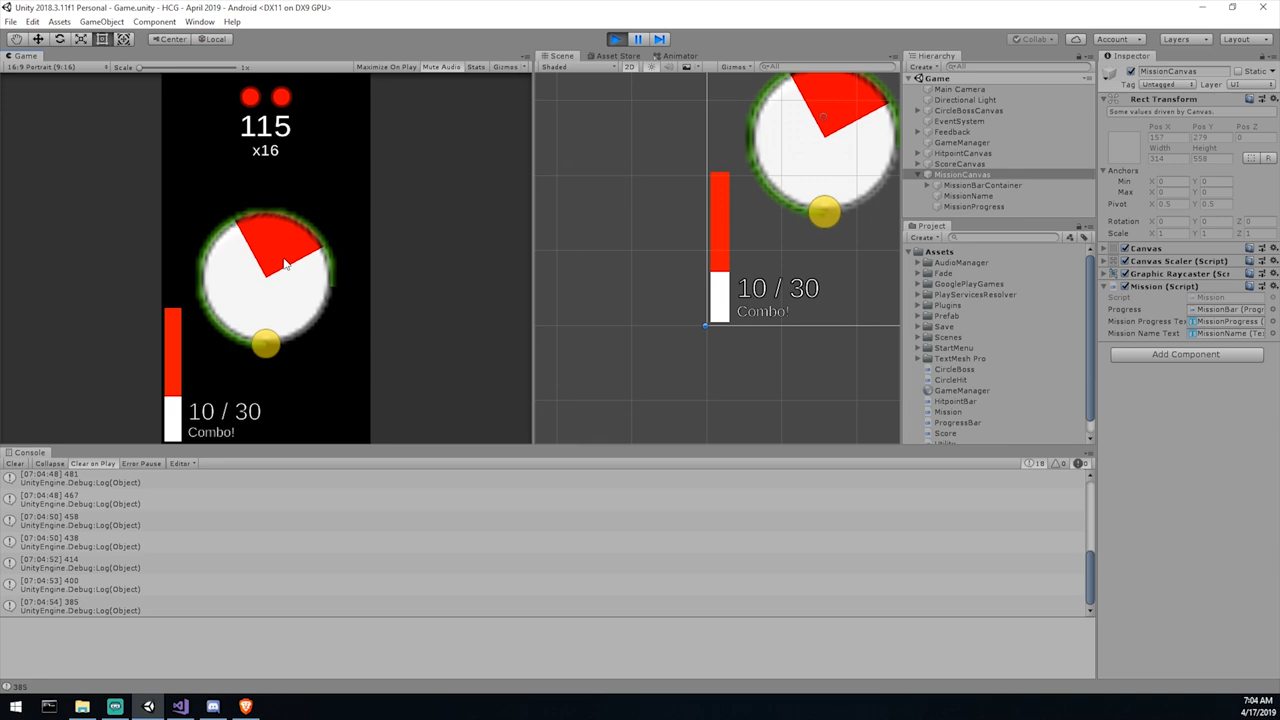 Unity 2018.3.11f1 Personal - Game.unity - HCG - April 2019 - Android <DX11 on DX9 GPU>
File Edit Assets GameObject Component Window Help
Center Local Collab Account Layers Layout
Game
16:9 Portrait (9:16) Scale 1x Maximize On Play Mute Audio Stats Gizmos
115
x16
10 / 30
Combo!
Scene Asset Store Animator
Shaded 2D Gizmos All
10 / 30
Combo!
Hierarchy
Create All
Game
Main Camera
Directional Light
CircleBossCanvas
EventSystem
Feedback
GameManager
HitpointCanvas
ScoreCanvas
MissionCanvas
MissionBarContainer
MissionName
MissionProgress
Project
Create
Assets
AudioManager
Fade
GooglePlayGames
PlayServicesResolver
Plugins
Prefab
Save
Scenes
StartMenu
TextMesh Pro
CircleBoss
CircleHit
GameManager
HitpointBar
Mission
ProgressBar
Score
Inspector
MissionCanvas Static
Tag Untagged Layer UI
Rect Transform
Some values driven by Canvas.
Pos X Pos Y Pos Z
157 279 0
Width Height
314 558 R
Anchors
Min X 0 Y 0
Max X 0 Y 0
Pivot X 0.5 Y 0.5
Rotation X 0 Y 0 Z 0
Scale X 1 Y 1 Z 1
Canvas
Canvas Scaler (Script)
Graphic Raycaster (Scr
Mission (Script)
Script Mission
Progress MissionBar (Progr
Mission Progress Te MissionProgress (
Mission Name Text MissionName (Te
Add Component
Console
Clear Collapse Clear on Play Error Pause Editor 18 0 0
[07:04:48] 481
UnityEngine.Debug:Log(Object)
[07:04:48] 467
UnityEngine.Debug:Log(Object)
[07:04:50] 458
UnityEngine.Debug:Log(Object)
[07:04:50] 438
UnityEngine.Debug:Log(Object)
[07:04:52] 414
UnityEngine.Debug:Log(Object)
[07:04:53] 400
UnityEngine.Debug:Log(Object)
[07:04:54] 385
UnityEngine.Debug:Log(Object)
385
7:04 AM
4/17/2019